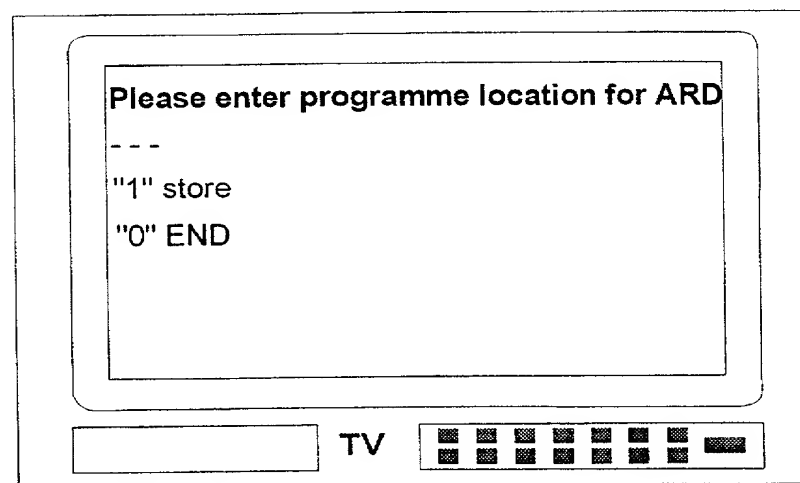 Please enter programme location for ARD
- - -
"1" store
"0" END
TV